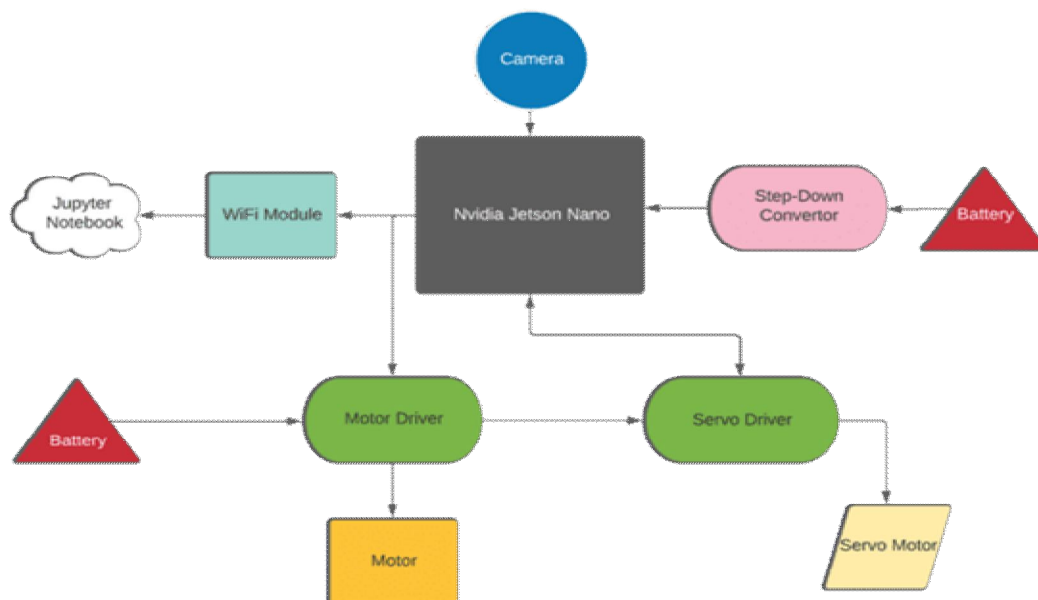 Camera
Jupyter
Notebook
WiFi Module
Nvidia Jetson Nano
Step-Down
Convertor
Battery
Battery
Motor Driver
Servo Driver
Motor
Servo Motor